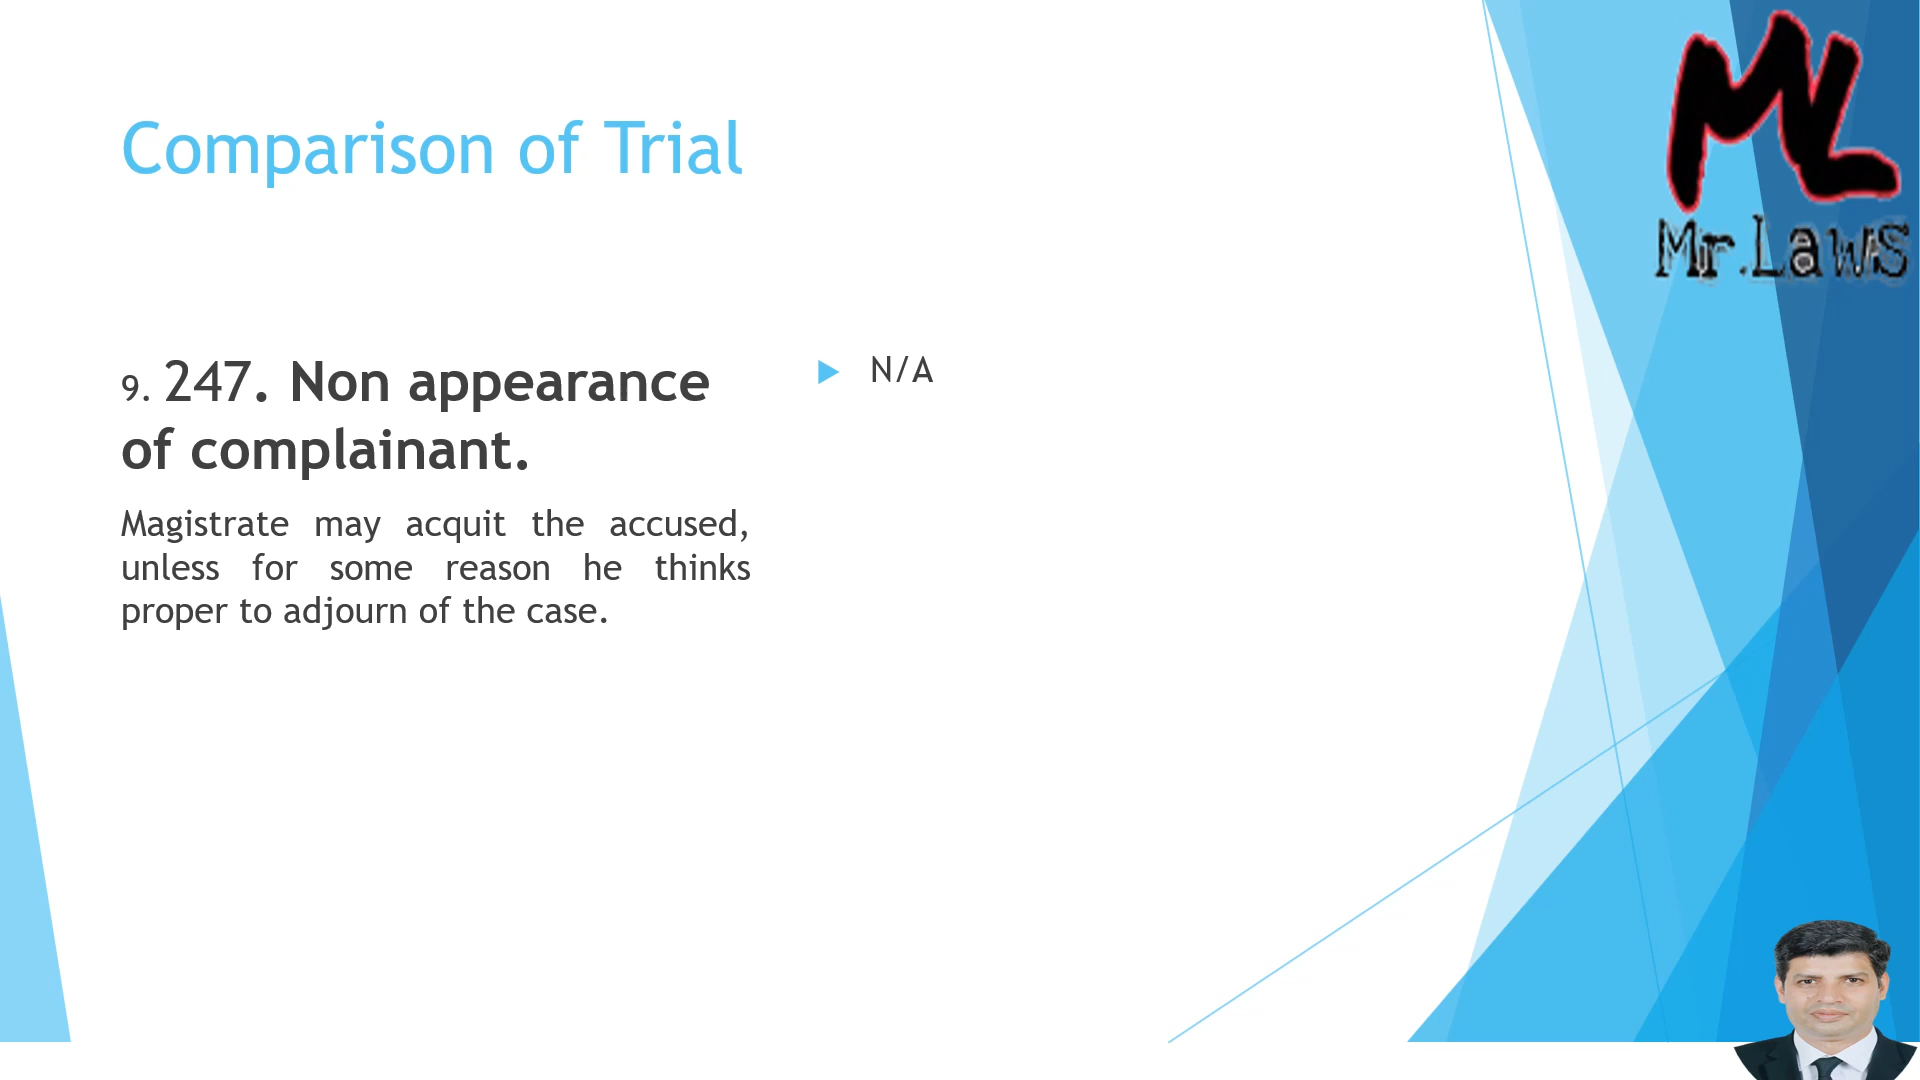 Comparison of Trial
Mr.Laws
9. 247. Non appearance
of complainant.
Magistrate may acquit the accused,
unless for some reason he thinks
proper to adjourn of the case.
N/A